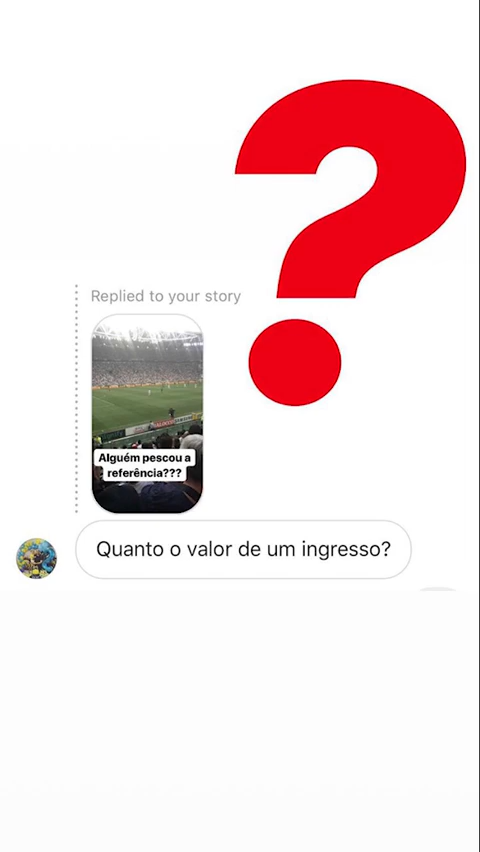 ?
Replied to your story
Alguém pescou a
referência???
Quanto o valor de um ingresso?